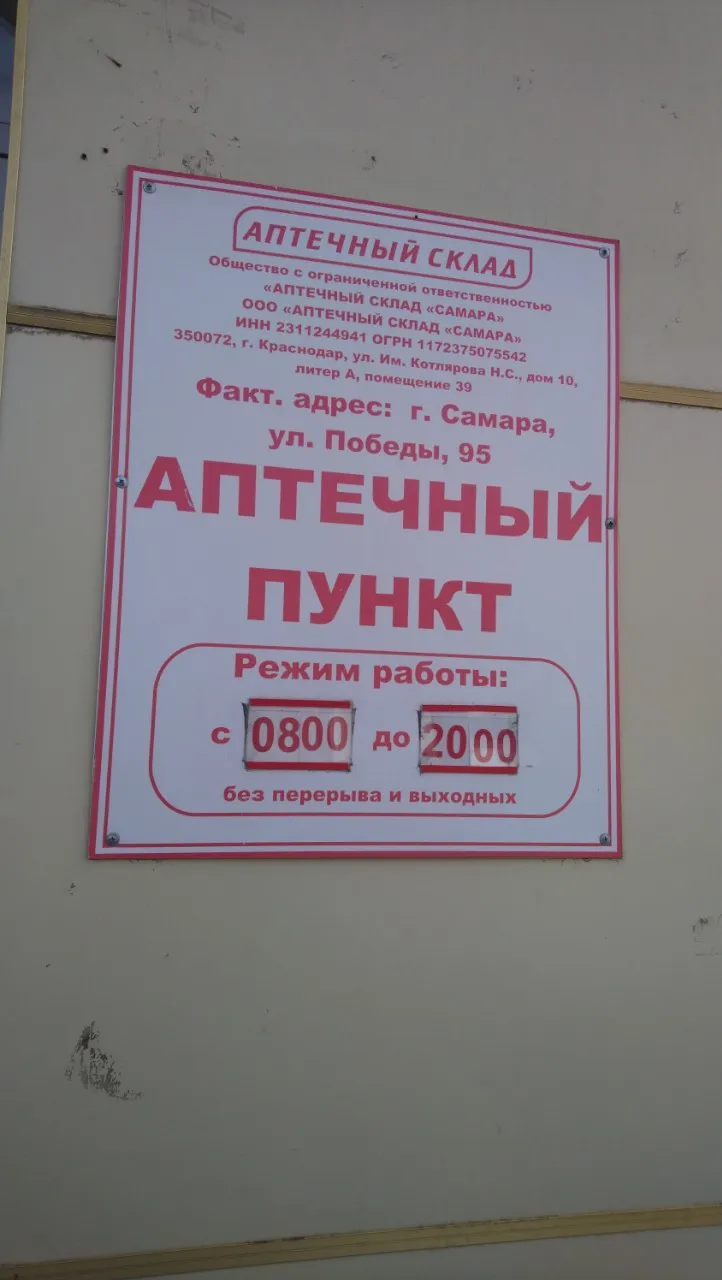 АПТЕЧНЫЙ СКЛАД
Общество с ограниченной ответственностью
«АПТЕЧНЫЙ СКЛАД «САМАРА»
ООО «АПТЕЧНЫЙ СКЛАД «САМАРА»
ИНН 2311244941 ОГРН 1172375075542
350072, г. Краснодар, ул. Им. Котлярова Н.С., дом 10,
литер А, помещение 39
Факт. адрес: г. Самара,
ул. Победы, 95
АПТЕЧНЫЙ
ПУНКТ
Режим работы:
с 0800 до 2000
без перерыва и выходных